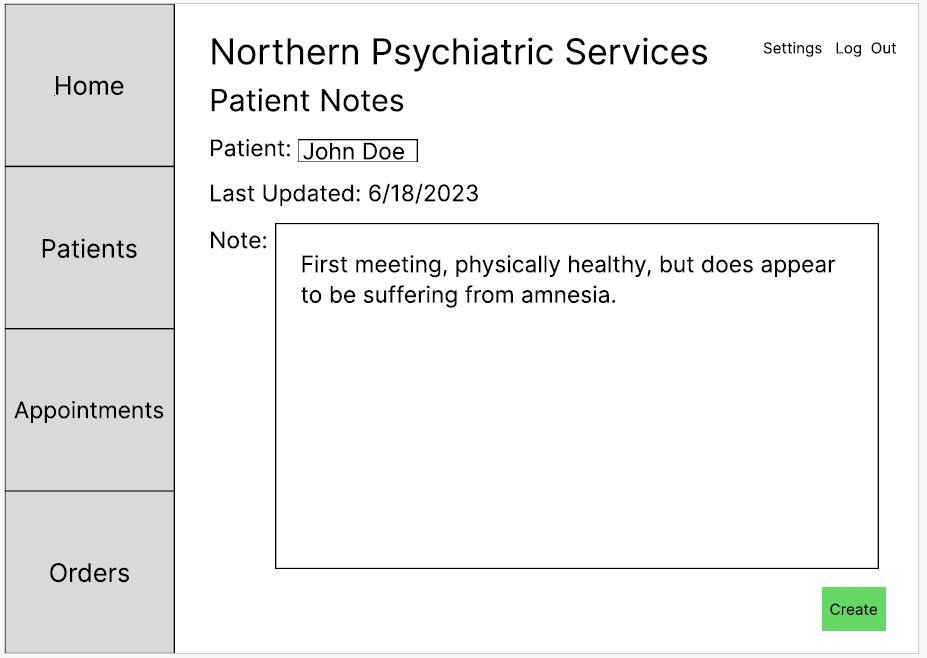 Home
Patients
Appointments
Orders
Northern Psychiatric Services
Settings Log Out
Patient Notes
Patient: John Doe
Last Updated: 6/18/2023
Note:
First meeting, physically healthy, but does appear
to be suffering from amnesia.
Create